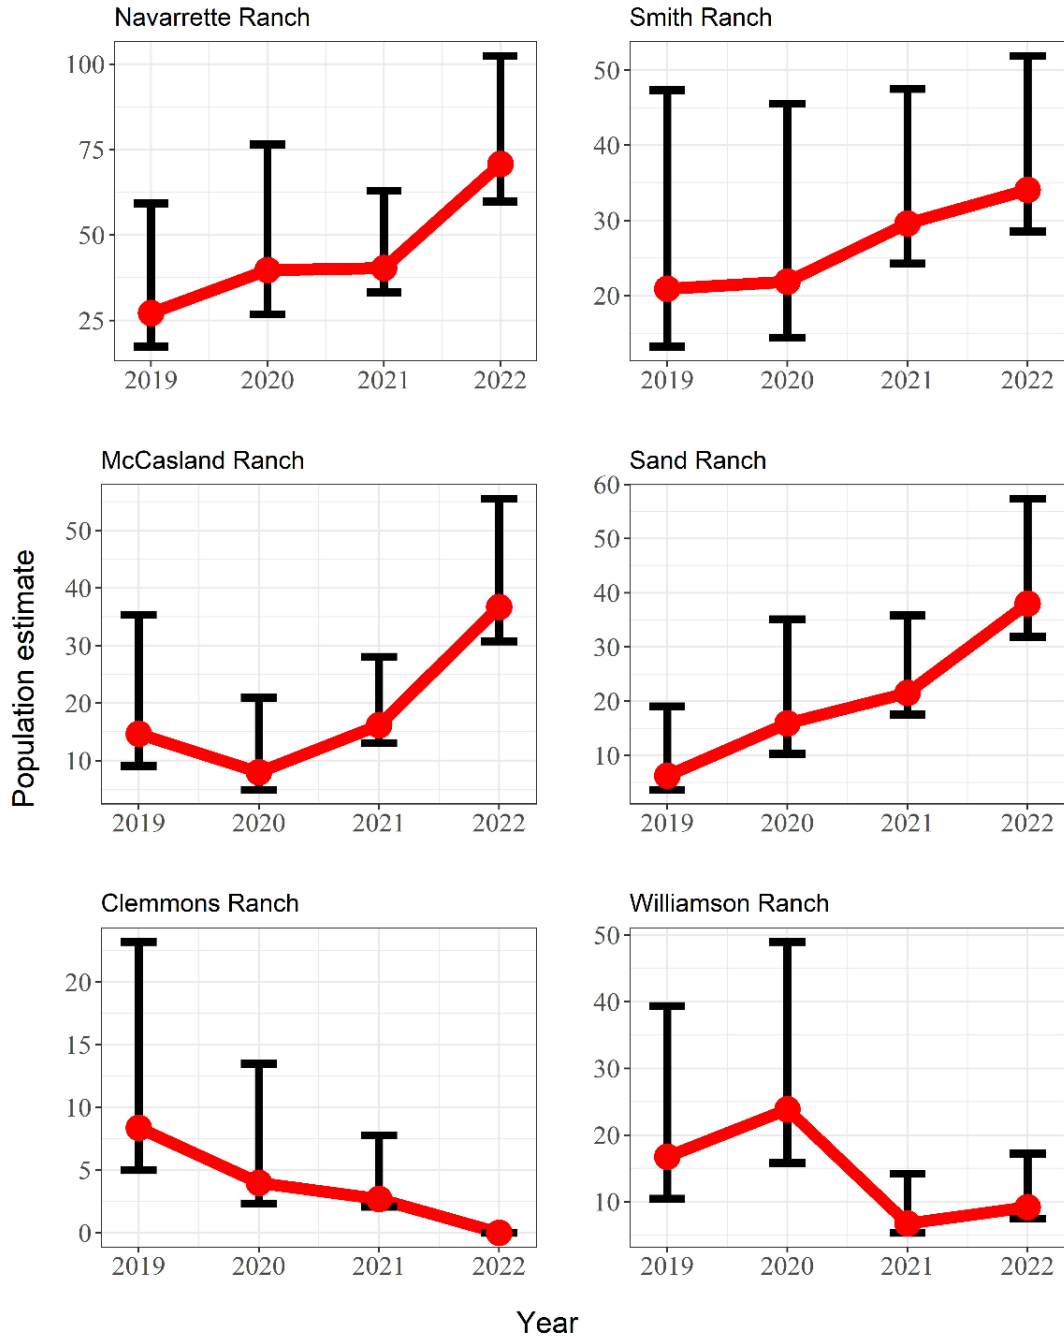 Navarrette Ranch
Smith Ranch
100
75
50
25
2019 2020 2021 2022
50
40
30
20
2019 2020 2021 2022
McCasland Ranch
Sand Ranch
50
40
30
20
10
2019 2020 2021 2022
60
50
40
30
20
10
2019 2020 2021 2022
Population estimate
Clemmons Ranch
Williamson Ranch
20
15
10
5
0
2019 2020 2021 2022
50
40
30
20
10
2019 2020 2021 2022
Year